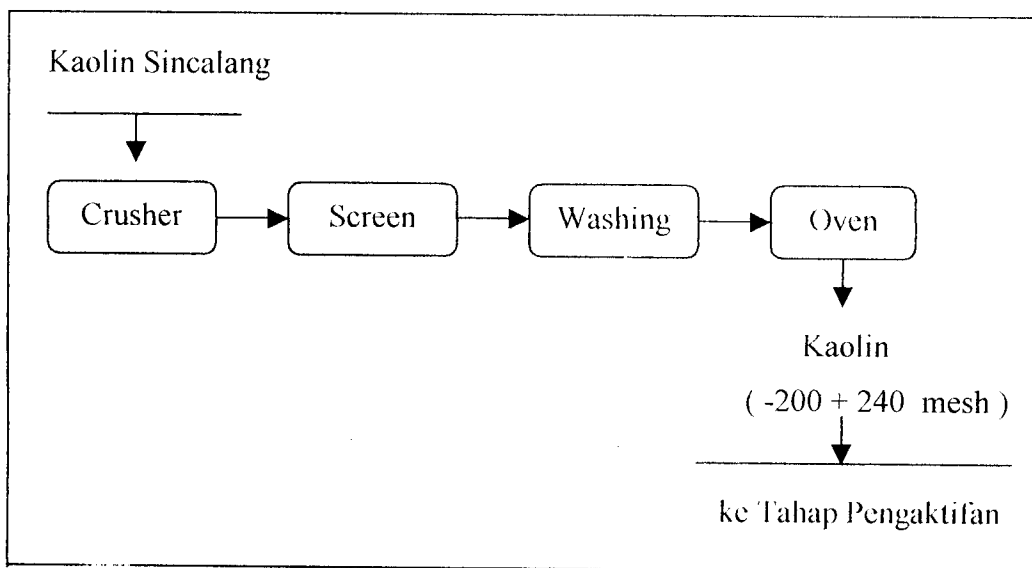 Kaolin Sincalang
Crusher
Screen
Washing
Oven
Kaolin
( -200 + 240 mesh )
ke Tahap Pengaktifan